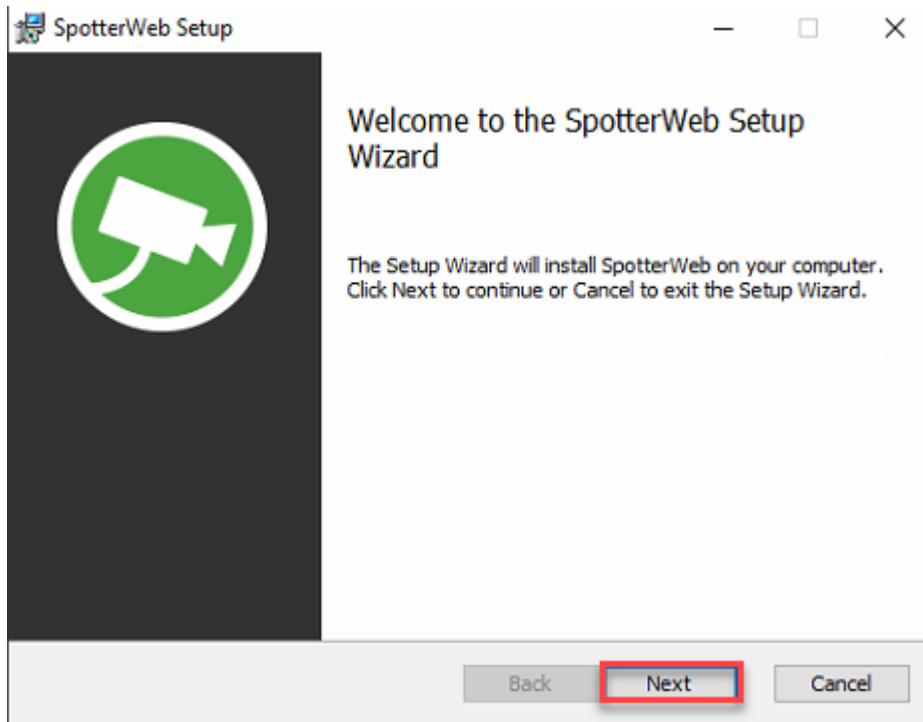 SpotterWeb Setup
Welcome to the SpotterWeb Setup
Wizard
The Setup Wizard will install SpotterWeb on your computer.
Click Next to continue or Cancel to exit the Setup Wizard.
Back Next Cancel